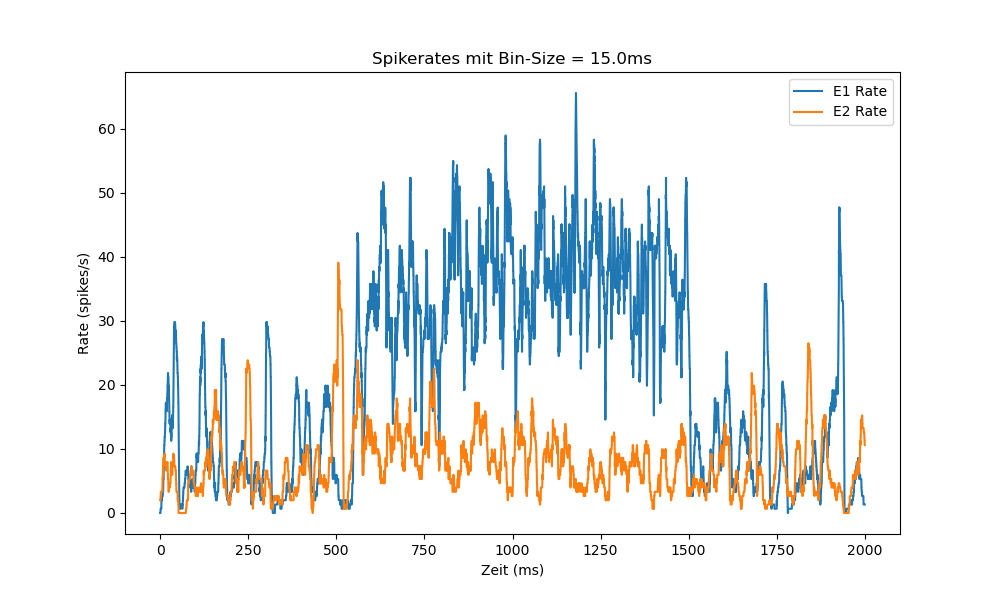 Spikerates mit Bin-Size = 15.0ms
E1 Rate
E2 Rate
Rate (spikes/s)
60
50
40
30
20
10
0
0 250 500 750 1000 1250 1500 1750 2000
Zeit (ms)